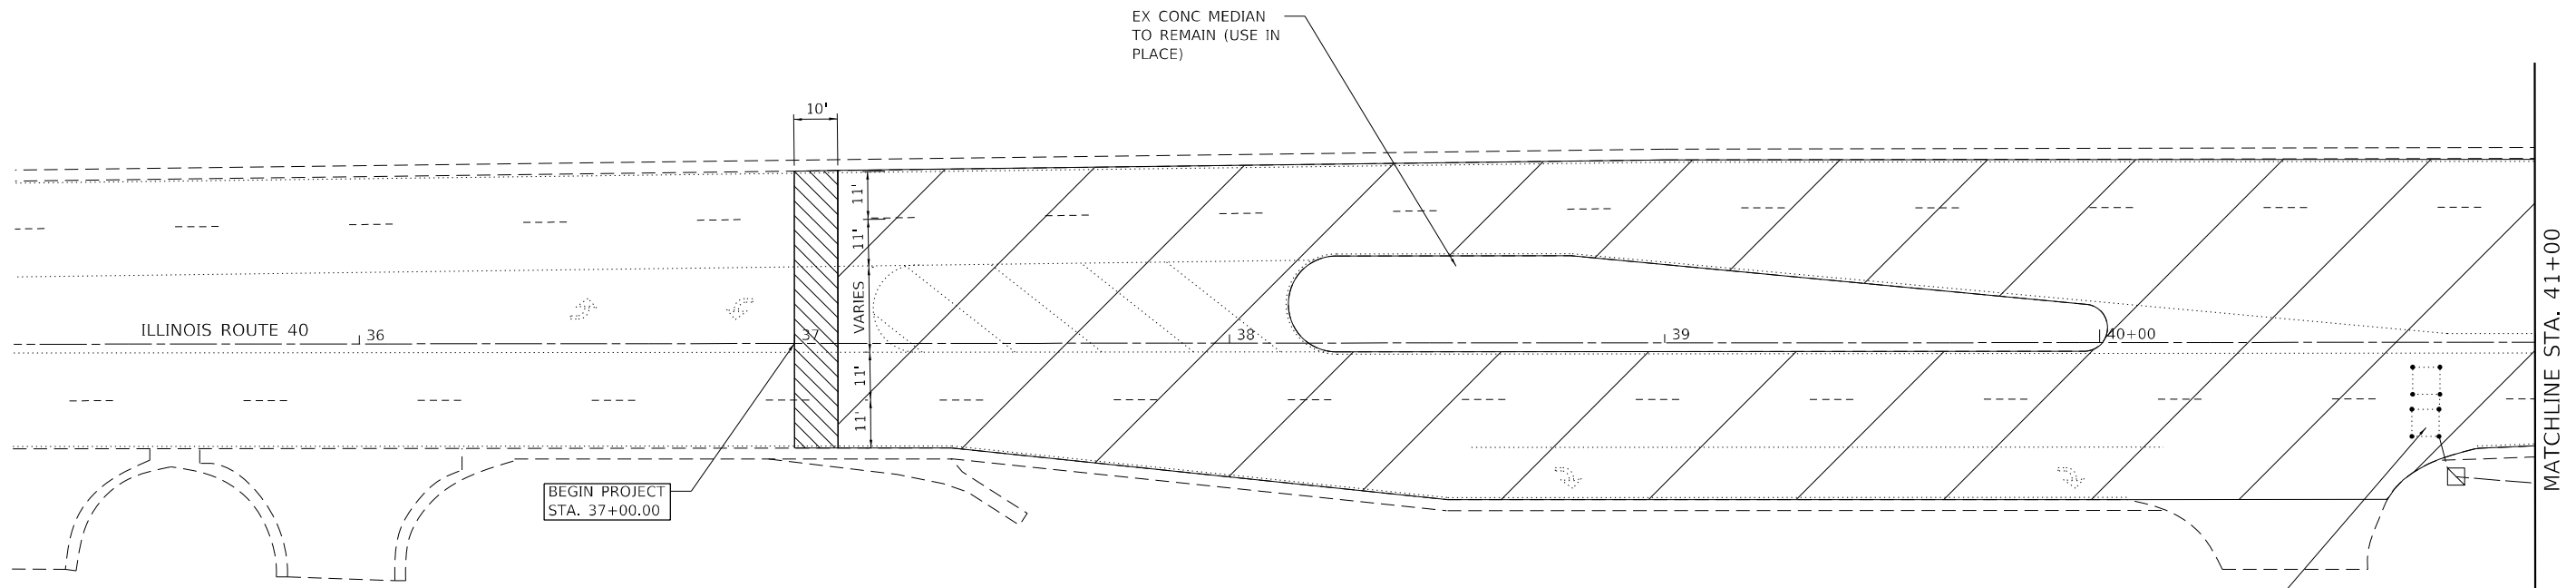 EX CONC MEDIAN
TO REMAIN (USE IN
PLACE)
10'
11'
11'
VARIES
11'
11'
ILLINOIS ROUTE 40
36
37
38
39
40+00
BEGIN PROJECT
STA. 37+00.00
MATCHLINE STA. 41+00